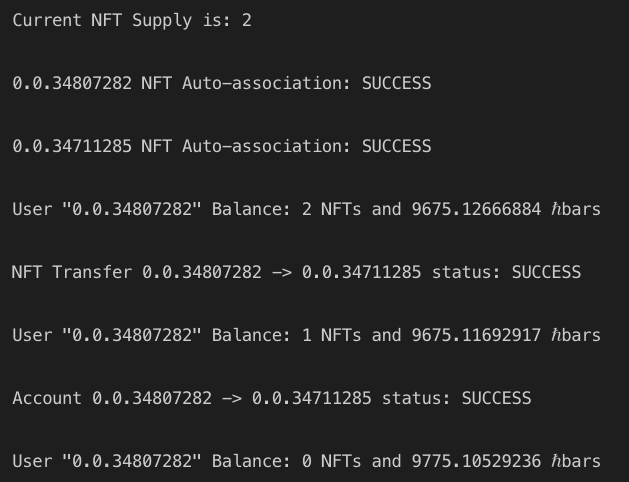 Current NFT Supply is: 2
0.0.34807282 NFT Auto-association: SUCCESS
0.0.34711285 NFT Auto-association: SUCCESS
User "0.0.34807282" Balance: 2 NFTs and 9675.12666884 ℏbars
NFT Transfer 0.0.34807282 -> 0.0.34711285 status: SUCCESS
User "0.0.34807282" Balance: 1 NFTs and 9675.11692917 ℏbars
Account 0.0.34807282 -> 0.0.34711285 status: SUCCESS
User "0.0.34807282" Balance: 0 NFTs and 9775.10529236 ℏbars